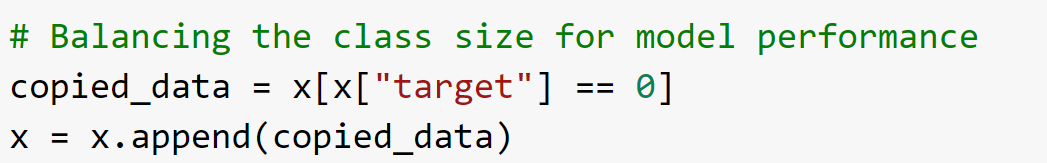 # Balancing the class size for model performance
copied_data = x[x["target"] == 0]
x = x.append(copied_data)